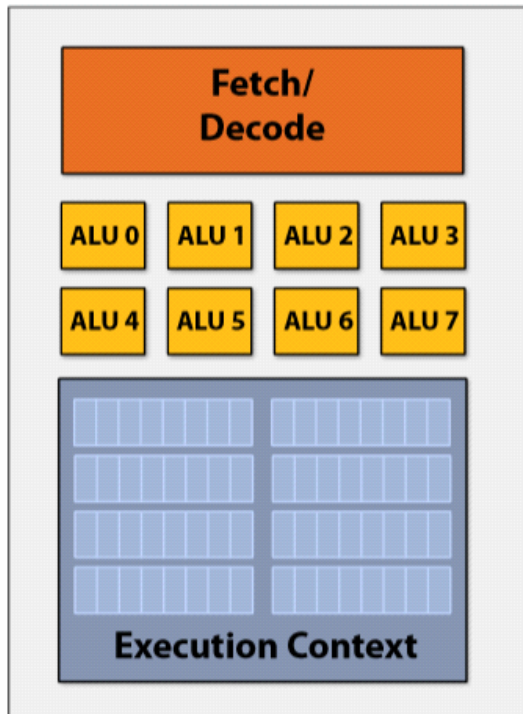 Fetch/
Decode
ALU 0 ALU 1 ALU 2 ALU 3
ALU 4 ALU 5 ALU 6 ALU 7
Execution Context